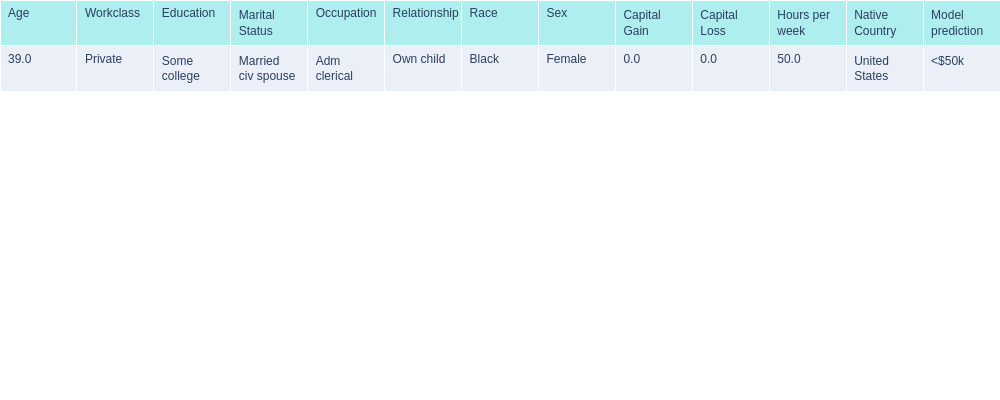 Age Workclass Education Marital Status Occupation Relationship Race Sex Capital Gain Capital Loss Hours per week Native Country Model prediction
39.0 Private Some college Married civ spouse Adm clerical Own child Black Female 0.0 0.0 50.0 United States <$50k